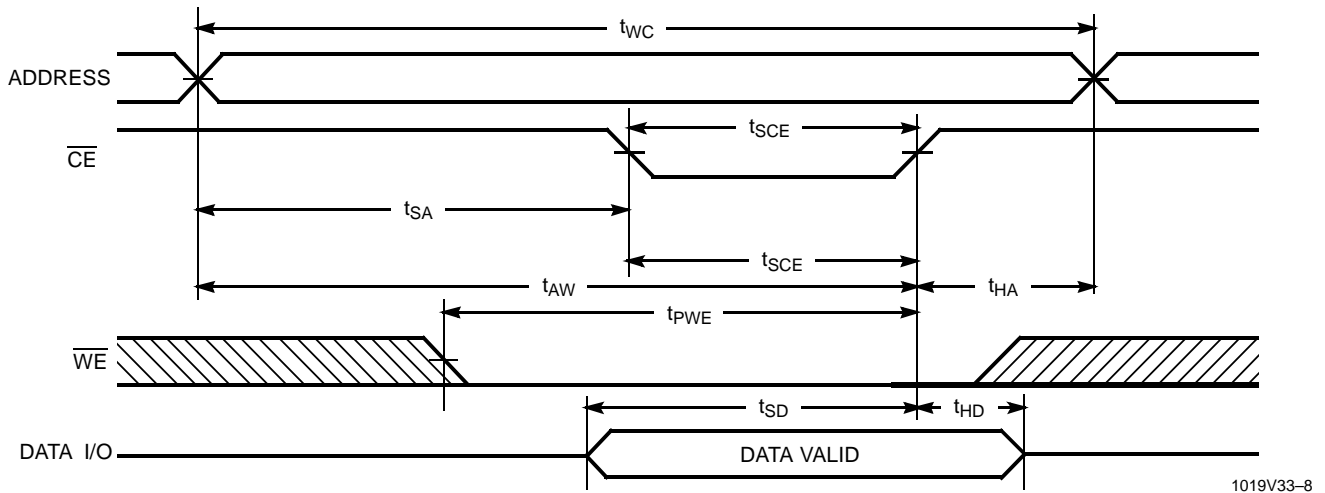 tWC
ADDRESS
tSCE
CE
tSA
tSCE
tAW
tHA
tPWE
WE
tSD
tHD
DATA I/O
DATA VALID
1019V33–8